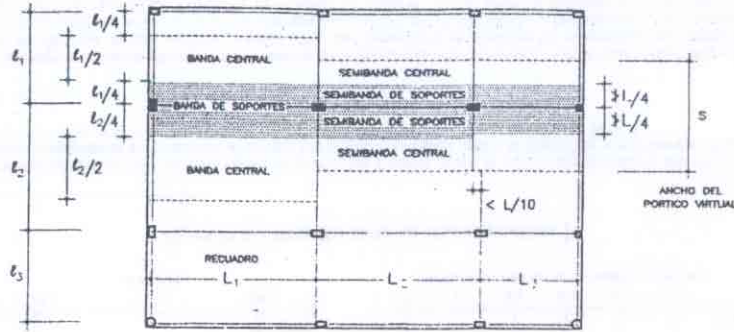 ℓ₁
ℓ₁/4
ℓ₁/2
BANDA CENTRAL
SEMIBANDA CENTRAL
ℓ₁/4
SEMIBANDA DE SOPORTES
BANDA DE SOPORTES
ℓ₂/4
SEMIBANDA DE SOPORTES
L/4
L/4
S
ℓ₂
ℓ₂/2
BANDA CENTRAL
SEMIBANDA CENTRAL
< L/10
ANCHO DEL
PORTICO VIRTUAL
ℓ₃
RECUADRO
L₁